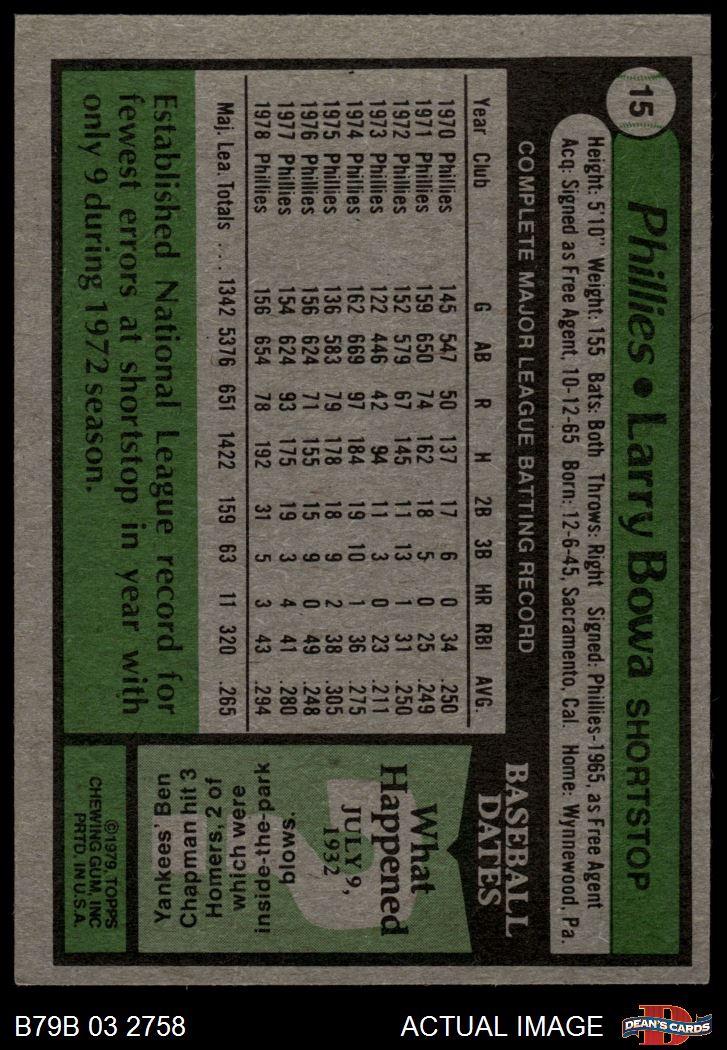 15
Phillies • Larry Bowa SHORTSTOP
Height: 5'10" Weight: 155 Bats: Both Throws: Right Signed: Phillies-1965, as Free Agent
Acq: Signed as Free Agent, 10-12-65 Born: 12-6-45, Sacramento, Cal. Home: Wynnewood, Pa.
COMPLETE MAJOR LEAGUE BATTING RECORD
Year Club G AB R H 2B 3B HR RBI AVG.
1970 Phillies 145 547 50 137 17 6 0 34 .250
1971 Phillies 159 650 74 162 18 5 0 25 .249
1972 Phillies 152 579 67 145 11 13 1 31 .250
1973 Phillies 122 446 42 94 11 3 0 23 .211
1974 Phillies 162 669 97 184 19 10 1 36 .275
1975 Phillies 136 583 79 178 18 9 2 38 .305
1976 Phillies 156 624 71 155 15 9 0 49 .248
1977 Phillies 154 624 93 175 19 3 4 41 .280
1978 Phillies 156 654 78 192 31 5 3 43 .294
Maj. Lea. Totals ... 1342 5376 651 1422 159 63 11 320 .265
Established National League record for
fewest errors at shortstop in year with
only 9 during 1972 season.
BASEBALL
DATES
What
Happened
JULY 9,
1932
Yankees' Ben
Chapman hit 3
Homers, 2 of
which were
inside-the-park
blows.
©1979, TOPPS
CHEWING GUM, INC
PRTD. IN U.S.A.
B79B 03 2758
ACTUAL IMAGE
D
DEAN'S CARDS